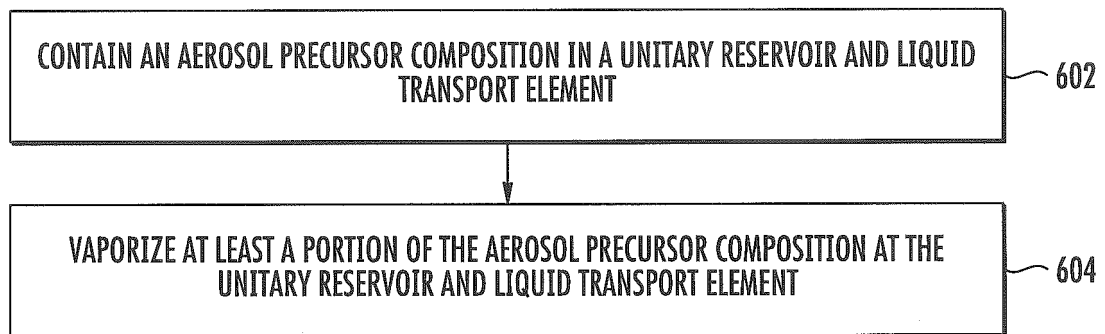 CONTAIN AN AEROSOL PRECURSOR COMPOSITION IN A UNITARY RESERVOIR AND LIQUID
TRANSPORT ELEMENT
602
VAPORIZE AT LEAST A PORTION OF THE AEROSOL PRECURSOR COMPOSITION AT THE
UNITARY RESERVOIR AND LIQUID TRANSPORT ELEMENT
604